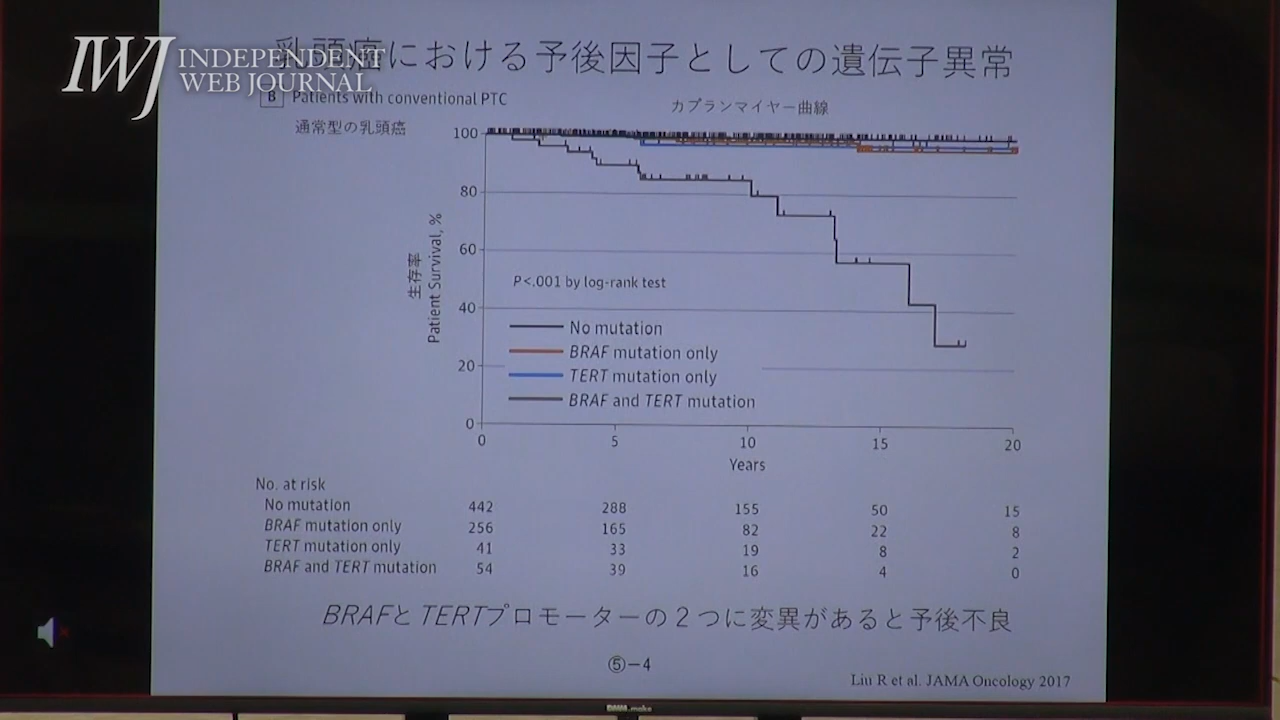 IWJ INDEPENDENT
WEB JOURNAL
乳頭癌における予後因子としての遺伝子異常
B Patients with conventional PTC
カプランマイヤー曲線
通常型の乳頭癌
100
80
60
40
20
0
生存率
Patient Survival, %
P<.001 by log-rank test
No mutation
BRAF mutation only
TERT mutation only
BRAF and TERT mutation
0 5 10 15 20
Years
No. at risk
No mutation 442 288 155 50 15
BRAF mutation only 256 165 82 22 8
TERT mutation only 41 33 19 8 2
BRAF and TERT mutation 54 39 16 4 0
BRAFとTERTプロモーターの２つに変異があると予後不良
⑤−4
Liu R et al. JAMA Oncology 2017